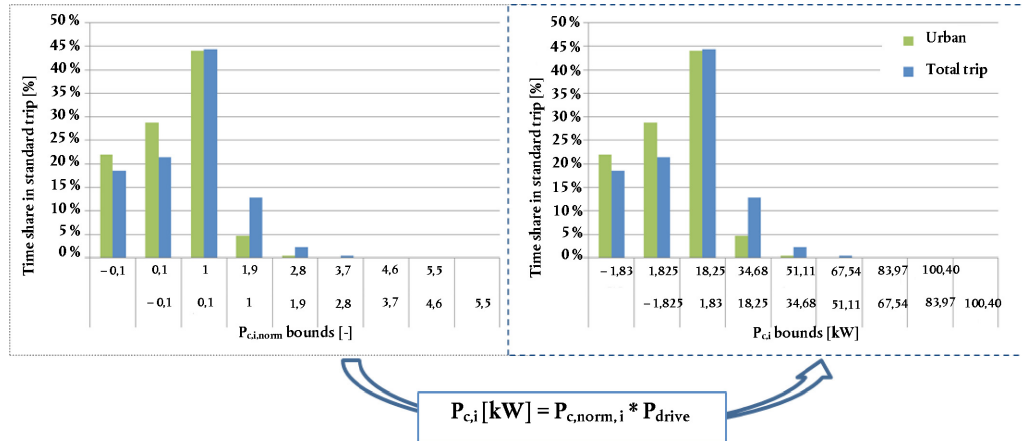 50 %
45 %
40 %
35 %
30 %
25 %
20 %
15 %
10 %
5 %
0 %
Time share in standard trip [%]
– 0,1 0,1 1 1,9 2,8 3,7 4,6 5,5
– 0,1 0,1 1 1,9 2,8 3,7 4,6 5,5
Pc,i,norm bounds [-]
50 %
45 %
40 %
35 %
30 %
25 %
20 %
15 %
10 %
5 %
0 %
Time share in standard trip [%]
Urban
Total trip
– 1,83 1,825 18,25 34,68 51,11 67,54 83,97 100,40
– 1,825 1,83 18,25 34,68 51,11 67,54 83,97 100,40
Pc,i bounds [kW]
Pc,i [kW] = Pc,norm, i * Pdrive